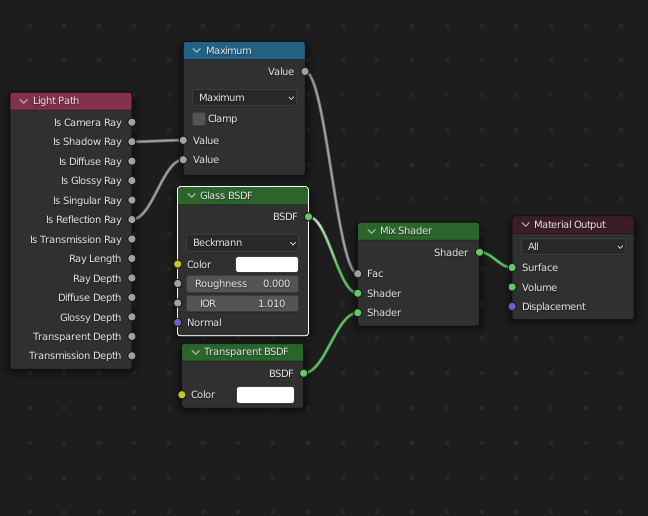 Light Path
Is Camera Ray
Is Shadow Ray
Is Diffuse Ray
Is Glossy Ray
Is Singular Ray
Is Reflection Ray
Is Transmission Ray
Ray Length
Ray Depth
Diffuse Depth
Glossy Depth
Transparent Depth
Transmission Depth
Maximum
Value
Maximum
Clamp
Value
Value
Glass BSDF
BSDF
Beckmann
Color
Roughness 0.000
IOR 1.010
Normal
Transparent BSDF
BSDF
Color
Mix Shader
Shader
Fac
Shader
Shader
Material Output
All
Surface
Volume
Displacement